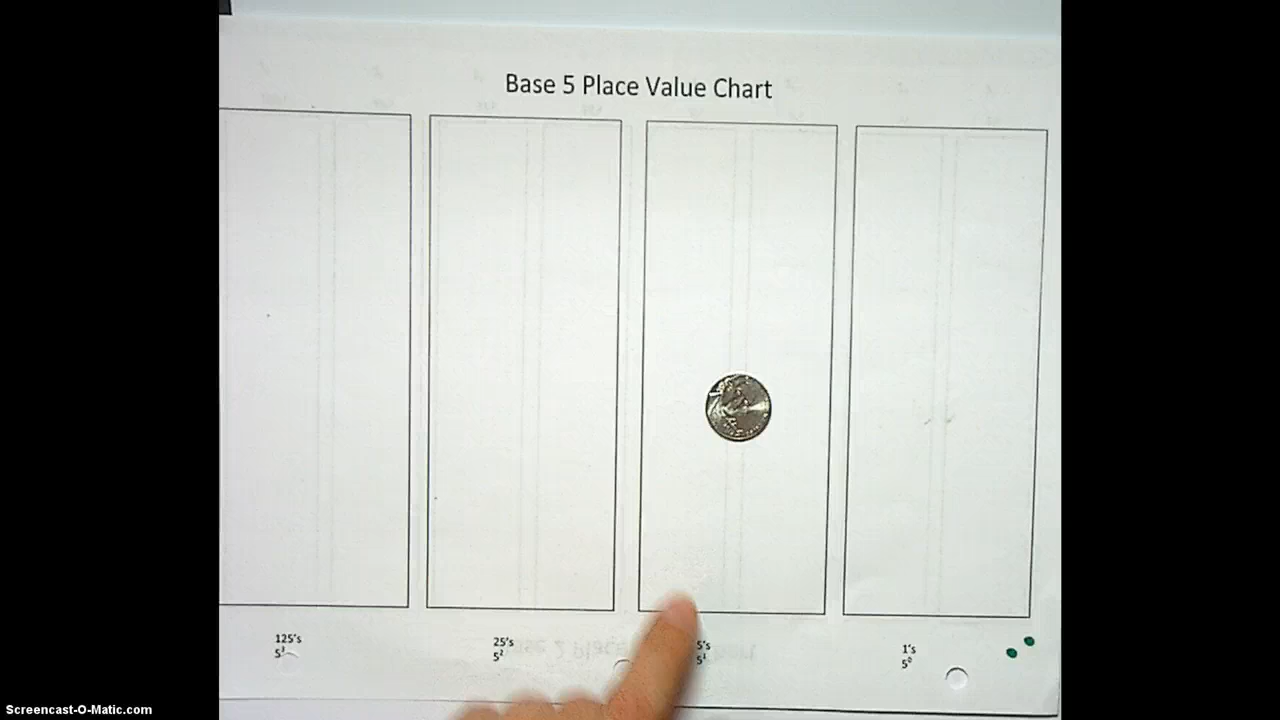 Base 5 Place Value Chart
125's
5³
25's
5²
5's
5¹
1's
5⁰
Screencast-O-Matic.com